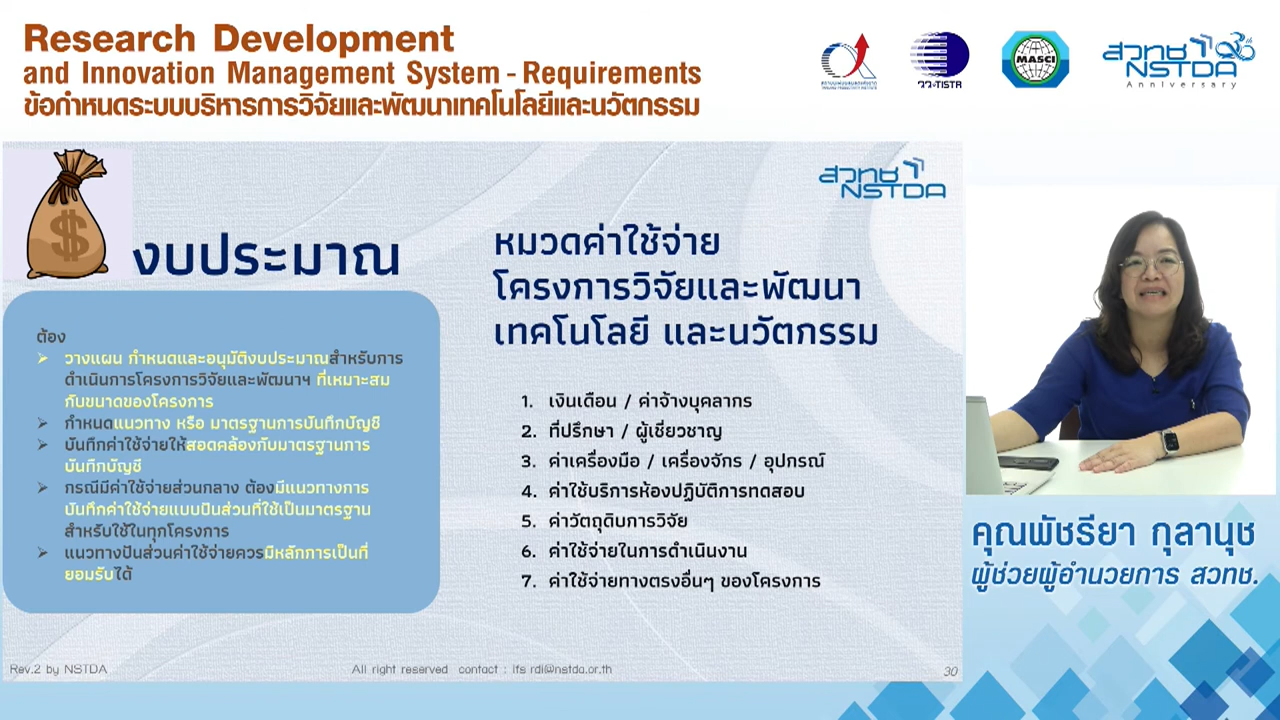 Research Development
and Innovation Management System - Requirements
ข้อกำหนดระบบบริหารการวิจัยและพัฒนาเทคโนโลยีและนวัตกรรม
วว-TISTR
MASCI
สวทช
NSTDA
Anniversary
สวทช
NSTDA
$
งบประมาณ
ต้อง
➢ วางแผน กำหนดและอนุมัติงบประมาณสำหรับการ
ดำเนินการโครงการวิจัยและพัฒนาฯ ที่เหมาะสม
กับขนาดของโครงการ
➢ กำหนดแนวทาง หรือ มาตรฐานการบันทึกบัญชี
➢ บันทึกค่าใช้จ่ายให้สอดคล้องกับมาตรฐานการ
บันทึกบัญชี
➢ กรณีมีค่าใช้จ่ายส่วนกลาง ต้องมีแนวทางการ
บันทึกค่าใช้จ่ายแบบปันส่วนที่ใช้เป็นมาตรฐาน
สำหรับใช้ในทุกโครงการ
➢ แนวทางปันส่วนค่าใช้จ่ายควรมีหลักการเป็นที่
ยอมรับได้
หมวดค่าใช้จ่าย
โครงการวิจัยและพัฒนา
เทคโนโลยี และนวัตกรรม
1. เงินเดือน / ค่าจ้างบุคลากร
2. ที่ปรึกษา / ผู้เชี่ยวชาญ
3. ค่าเครื่องมือ / เครื่องจักร / อุปกรณ์
4. ค่าใช้บริการห้องปฏิบัติการทดสอบ
5. ค่าวัตถุดิบการวิจัย
6. ค่าใช้จ่ายในการดำเนินงาน
7. ค่าใช้จ่ายทางตรงอื่นๆ ของโครงการ
คุณพัชรียา กุลานุช
ผู้ช่วยผู้อำนวยการ สวทช.
Rev.2 by NSTDA
All right reserved contact : ifs rdi@nstda.or.th
30